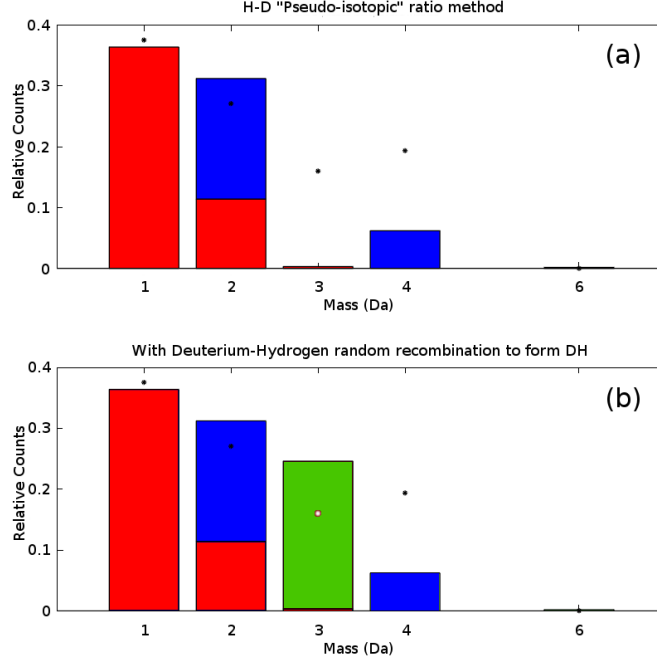 H-D "Pseudo-isotopic" ratio method
(a)
Relative Counts
0.4
0.3
0.2
0.1
0
1 2 3 4 6
Mass (Da)
With Deuterium-Hydrogen random recombination to form DH
(b)
Relative Counts
0.4
0.3
0.2
0.1
0
1 2 3 4 6
Mass (Da)